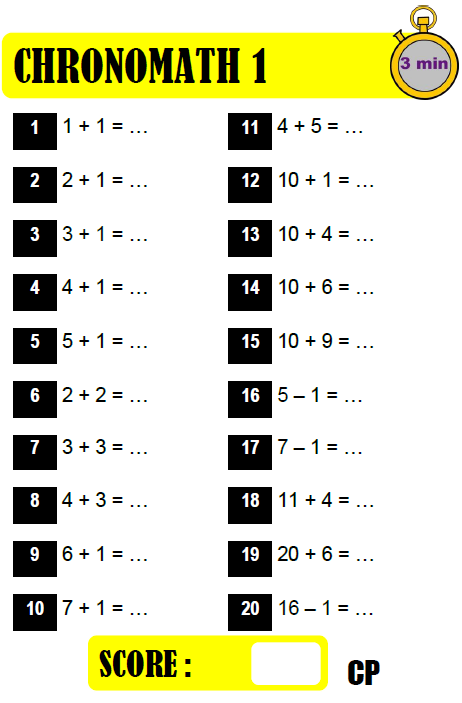 CHRONOMATH 1
3 min
1 1 + 1 = …
2 2 + 1 = …
3 3 + 1 = …
4 4 + 1 = …
5 5 + 1 = …
6 2 + 2 = …
7 3 + 3 = …
8 4 + 3 = …
9 6 + 1 = …
10 7 + 1 = …
11 4 + 5 = …
12 10 + 1 = …
13 10 + 4 = …
14 10 + 6 = …
15 10 + 9 = …
16 5 – 1 = …
17 7 – 1 = …
18 11 + 4 = …
19 20 + 6 = …
20 16 – 1 = …
SCORE :
CP